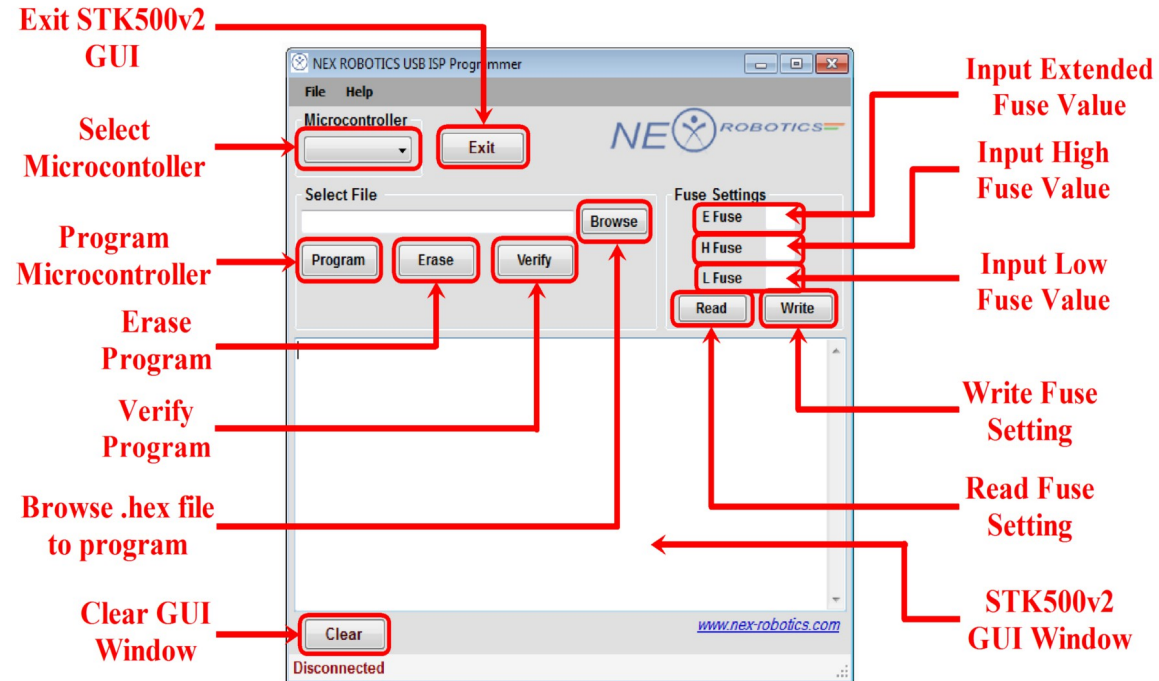 Exit STK500v2
GUI
Select
Microcontoller
Program
Microcontroller
Erase
Program
Verify
Program
Browse .hex file
to program
Clear GUI
Window
NEX ROBOTICS USB ISP Programmer
File Help
Microcontroller
Exit
NEX ROBOTICS
Select File
Browse
Program Erase Verify
Fuse Settings
E Fuse
H Fuse
L Fuse
Read Write
Clear
www.nex-robotics.com
Disconnected
Input Extended
Fuse Value
Input High
Fuse Value
Input Low
Fuse Value
Write Fuse
Setting
Read Fuse
Setting
STK500v2
GUI Window